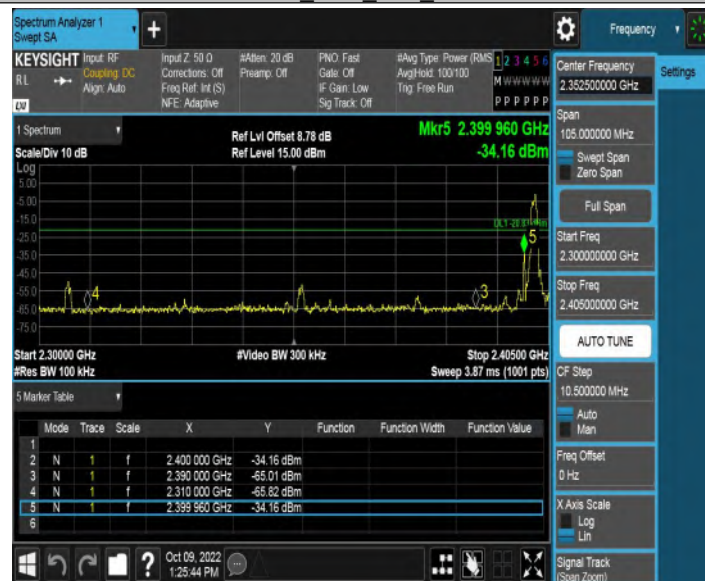 Spectrum Analyzer 1
Swept SA
+
Frequency
KEYSIGHT
Input: RF
Coupling: DC
Align: Auto
Input Z: 50 Ω
Corrections: Off
Freq Ref: Int (S)
NFE: Adaptive
#Atten: 20 dB
Preamp: Off
PNO: Fast
Gate: Off
IF Gain: Low
Sig Track: Off
#Avg Type: Power (RMS
Avg|Hold: 100/100
Trig: Free Run
1 2 3 4 5 6
M W W W W W
P P P P P P
R L
LXI
Center Frequency
2.352500000 GHz
Settings
Span
105.000000 MHz
Swept Span
Zero Span
Full Span
Start Freq
2.300000000 GHz
Stop Freq
2.405000000 GHz
AUTO TUNE
CF Step
10.500000 MHz
Auto
Man
Freq Offset
0 Hz
X Axis Scale
Log
Lin
Signal Track
(Span Zoom)
1 Spectrum
Scale/Div 10 dB
Ref Lvl Offset 8.78 dB
Ref Level 15.00 dBm
Mkr5 2.399 960 GHz
-34.16 dBm
Log
5.00
-5.00
-15.0
-25.0
-35.0
-45.0
-55.0
-65.0
-75.0
5
4
3
Start 2.30000 GHz
#Video BW 300 kHz
Stop 2.40500 GHz
#Res BW 100 kHz
Sweep 3.87 ms (1001 pts)
5 Marker Table
Mode Trace Scale X Y Function Function Width Function Value
1
2 N 1 f 2.400 000 GHz -34.16 dBm
3 N 1 f 2.390 000 GHz -65.01 dBm
4 N 1 f 2.310 000 GHz -65.82 dBm
5 N 1 f 2.399 960 GHz -34.16 dBm
6
?
Oct 09, 2022
1:25:44 PM